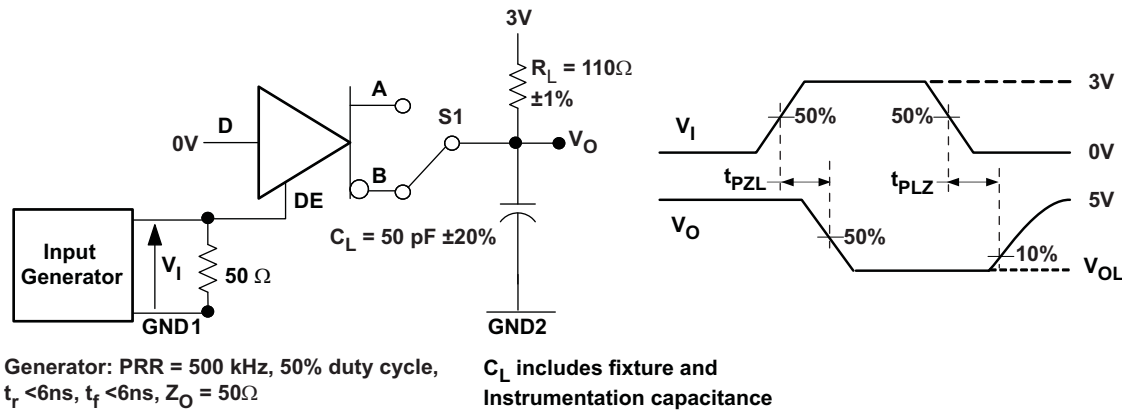 3V
R_L = 110Ω
±1%
A
S1
D
0V
V_O
B
DE
C_L = 50 pF ±20%
Input
Generator
V_I
50 Ω
GND1
GND2
Generator: PRR = 500 kHz, 50% duty cycle,
t_r <6ns, t_f <6ns, Z_O = 50Ω
C_L includes fixture and
Instrumentation capacitance
3V
V_I
50%
50%
0V
t_PZL
t_PLZ
5V
V_O
50%
10%
V_OL